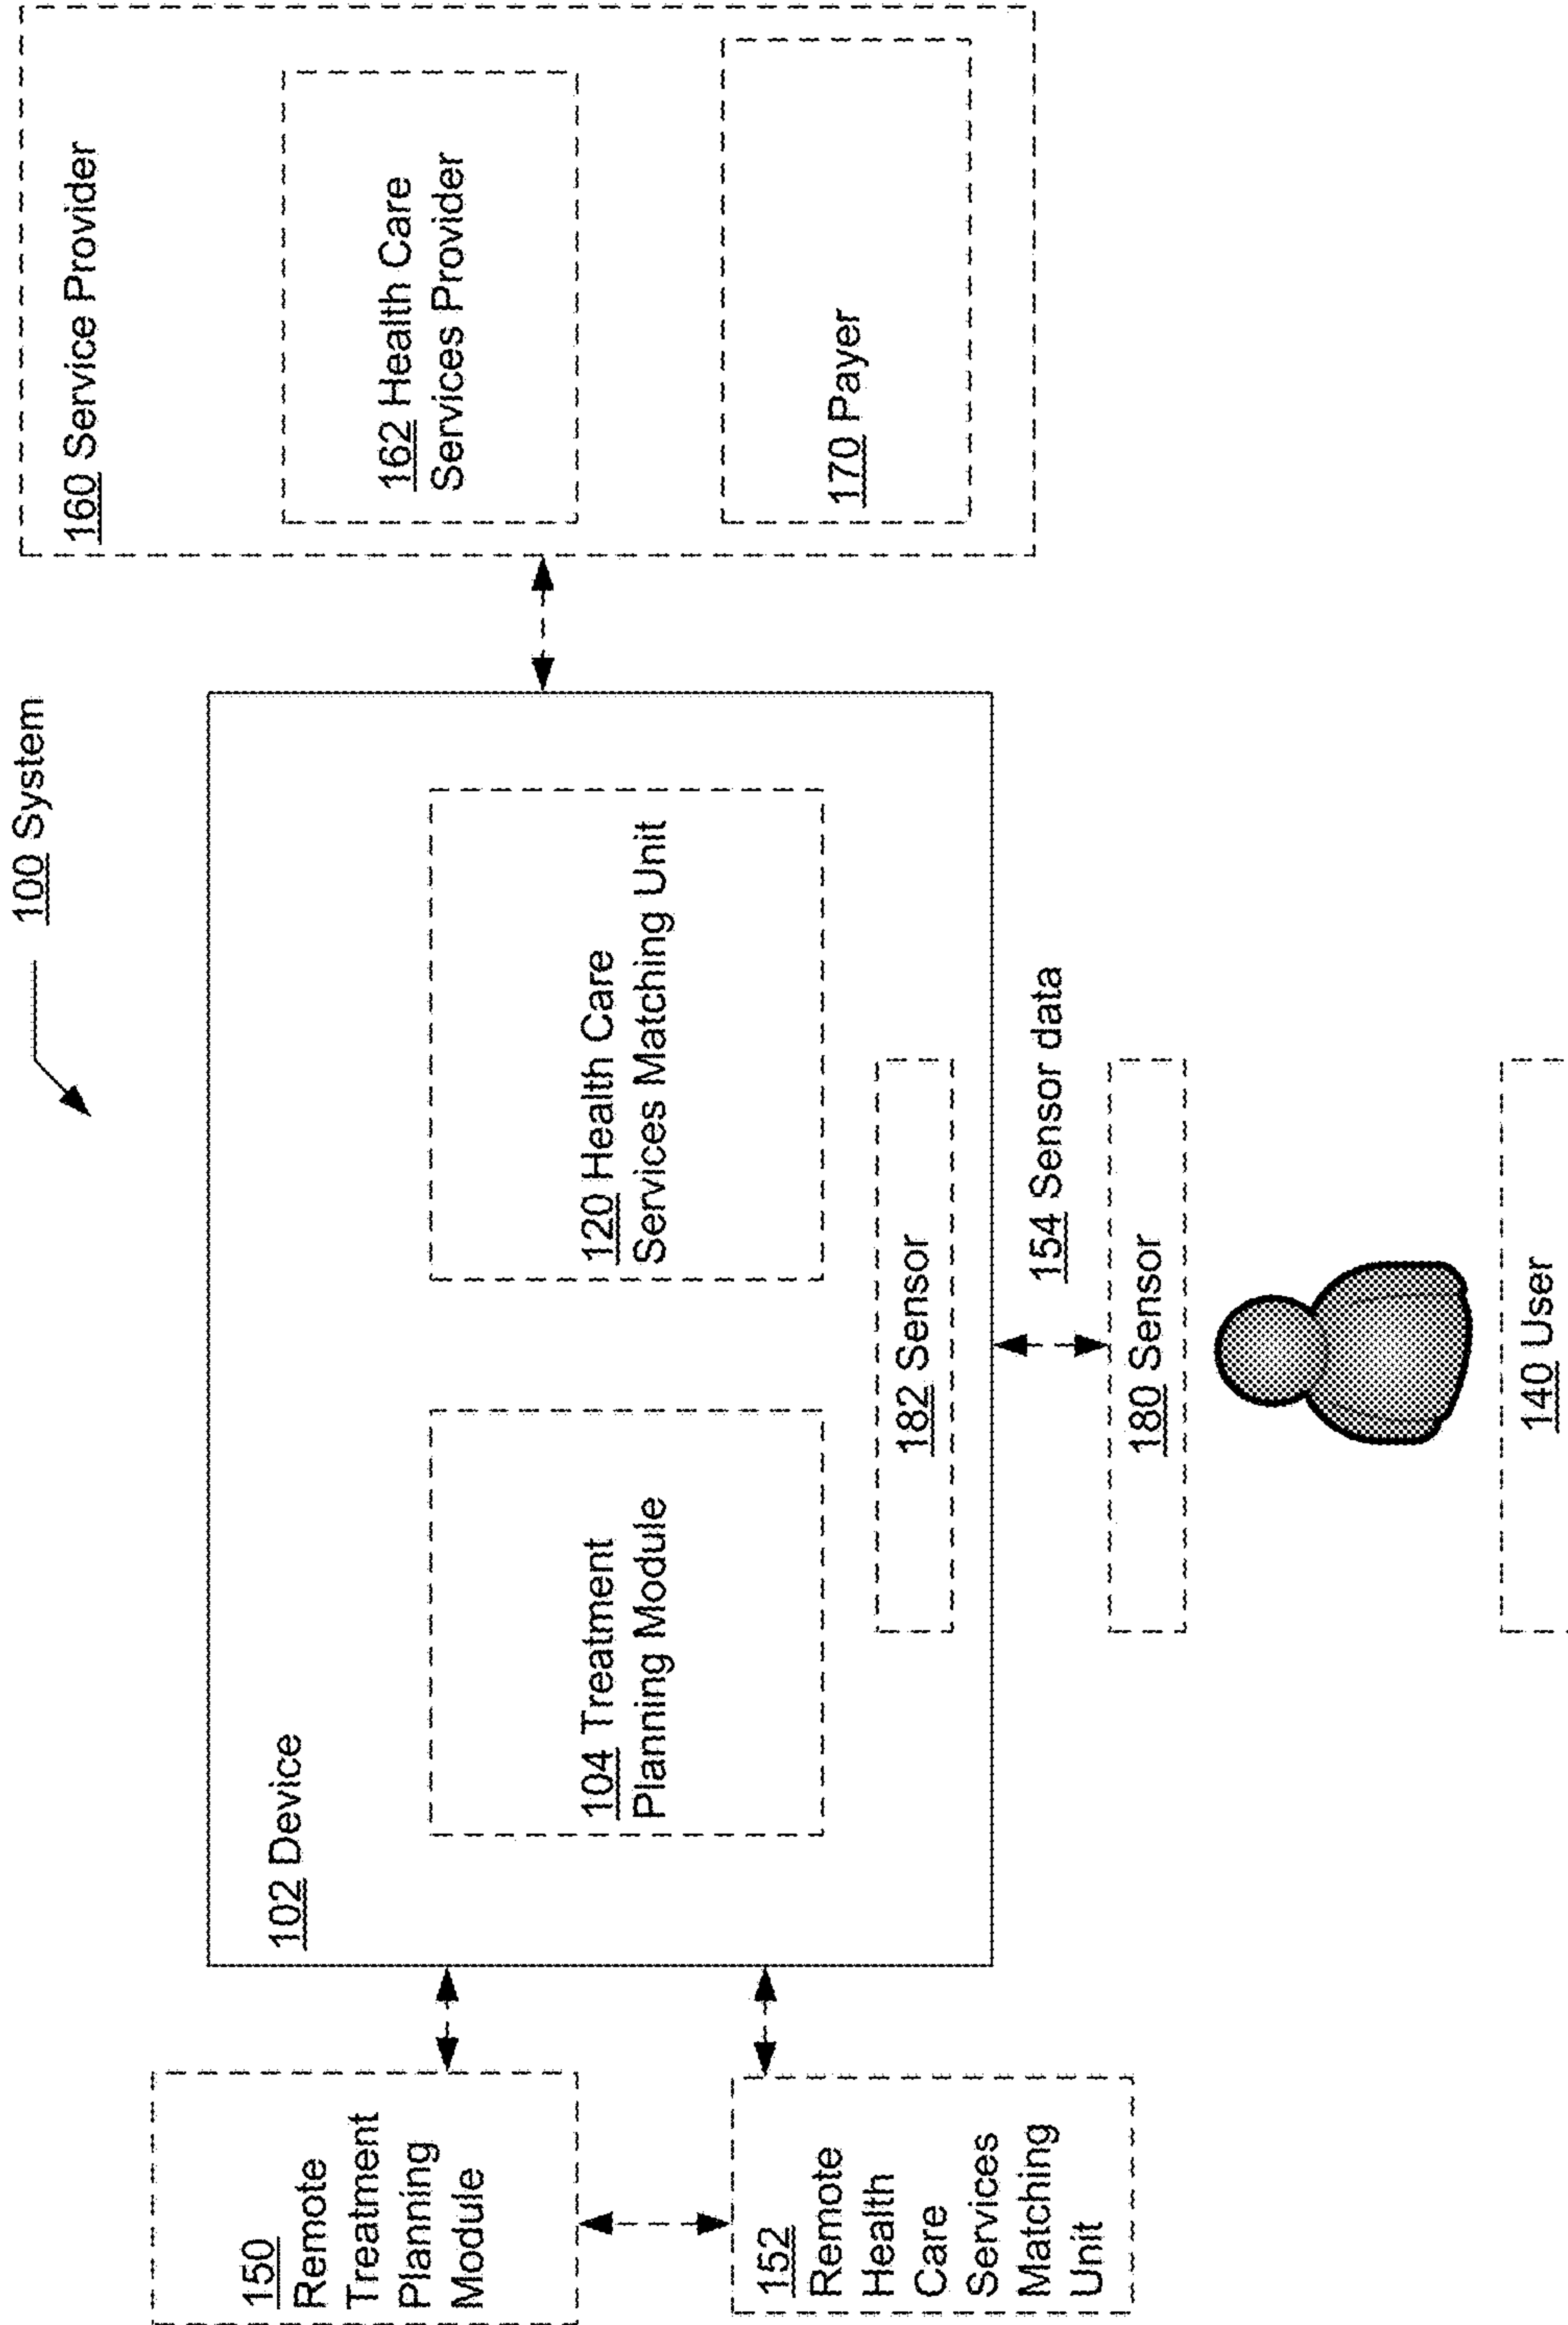 100 System
102 Device
104 Treatment
Planning Module
120 Health Care
Services Matching Unit
182 Sensor
154 Sensor data
180 Sensor
140 User
150
Remote
Treatment
Planning
Module
152
Remote
Health
Care
Services
Matching
Unit
160 Service Provider
162 Health Care
Services Provider
170 Payer